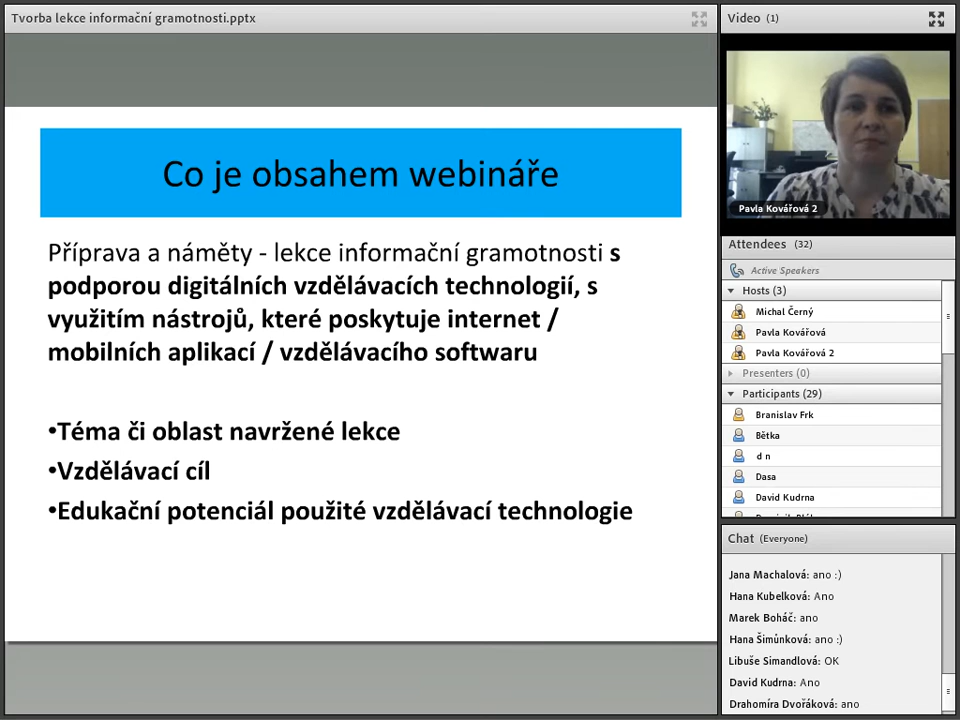 Tvorba lekce informační gramotnosti.pptx
Co je obsahem webináře
Příprava a náměty - lekce informační gramotnosti s
podporou digitálních vzdělávacích technologií, s
využitím nástrojů, které poskytuje internet /
mobilních aplikací / vzdělávacího softwaru
•Téma či oblast navržené lekce
•Vzdělávací cíl
•Edukační potenciál použité vzdělávací technologie
Video (1)
Pavla Kovářová 2
Attendees (32)
Active Speakers
Hosts (3)
Michal Černý
Pavla Kovářová
Pavla Kovářová 2
Presenters (0)
Participants (29)
Branislav Frk
Bětka
d n
Dasa
David Kudrna
Chat (Everyone)
Jana Machalová: ano :)
Hana Kubelková: Ano
Marek Boháč: ano
Hana Šimůnková: ano :)
Libuše Simandlová: OK
David Kudrna: Ano
Drahomíra Dvořáková: ano